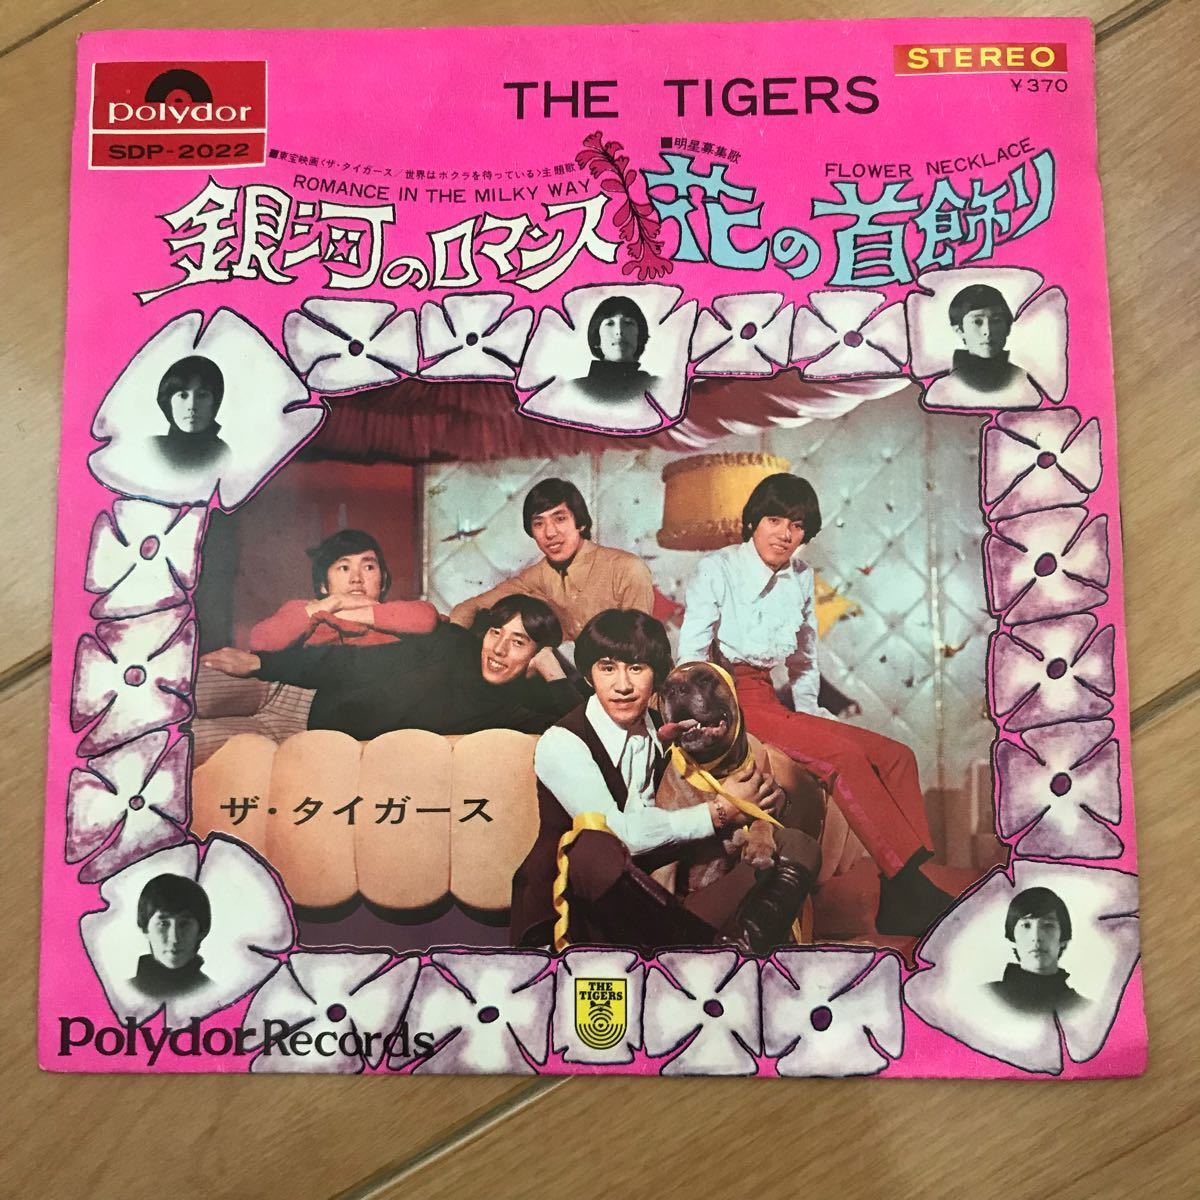 polydor
SDP-2022
THE TIGERS
STEREO
¥370
■東宝映画〈ザ・タイガース/世界はボクラを待っている〉主題歌
ROMANCE IN THE MILKY WAY
銀河のロマンス
■明星募集歌
FLOWER NECKLACE
花の首飾り
ザ・タイガース
THE
TIGERS
Polydor Records